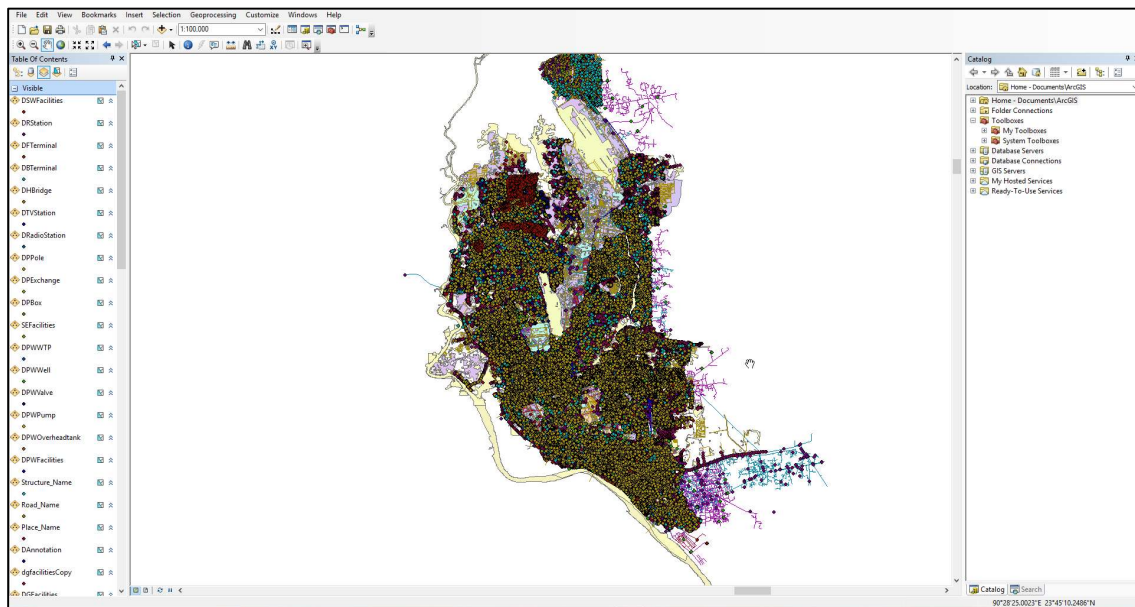 File Edit View Bookmarks Insert Selection Geoprocessing Customize Windows Help
1:100,000
Table Of Contents
Visible
DSWFacilities
DRStation
DFTerminal
DBTerminal
DHBridge
DTVStation
DRadioStation
DPPole
DPExchange
DPBox
SEFacilities
DPWWTP
DPWWell
DPWValve
DPWPump
DPWOverheadtank
DPWFacilities
Structure_Name
Road_Name
Place_Name
DAnnotation
dgfacilitiesCopy
DGFacilities
Catalog
Location: Home - Documents\ArcGIS
Home - Documents\ArcGIS
Folder Connections
Toolboxes
My Toolboxes
System Toolboxes
Database Servers
Database Connections
GIS Servers
My Hosted Services
Ready-To-Use Services
Catalog Search
90°28'25.0023"E 23°45'10.2486"N